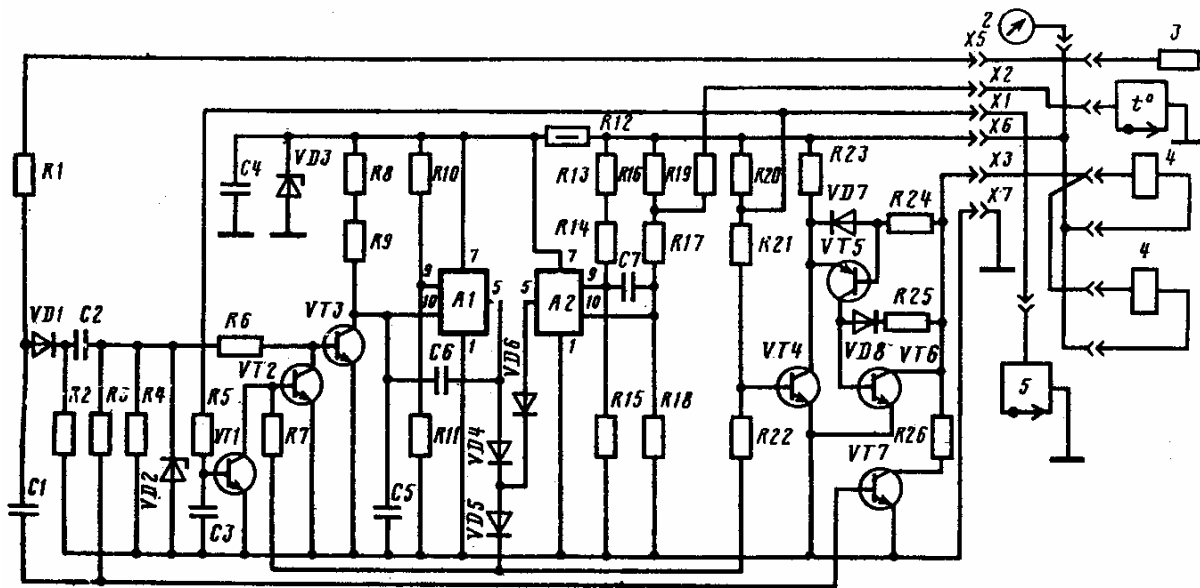 2
X5
3
X2
t°
X1
R12
X6
C4
VD3
R8
R10
R13
R16
R19
R20
R23
X3
4
R1
VD7
R24
X7
R9
R14
R17
R21
VT5
C7
7
7
9
9
4
10
A1
5
5
A2
10
R25
VD1
C2
R6
VT3
1
1
VD8
VT6
VT2
C6
VD6
VT4
5
R2
R3
R4
R5
R7
R11
R15
R18
R22
R26
VT1
VD4
VT7
C1
VD2
C3
C5
VD5